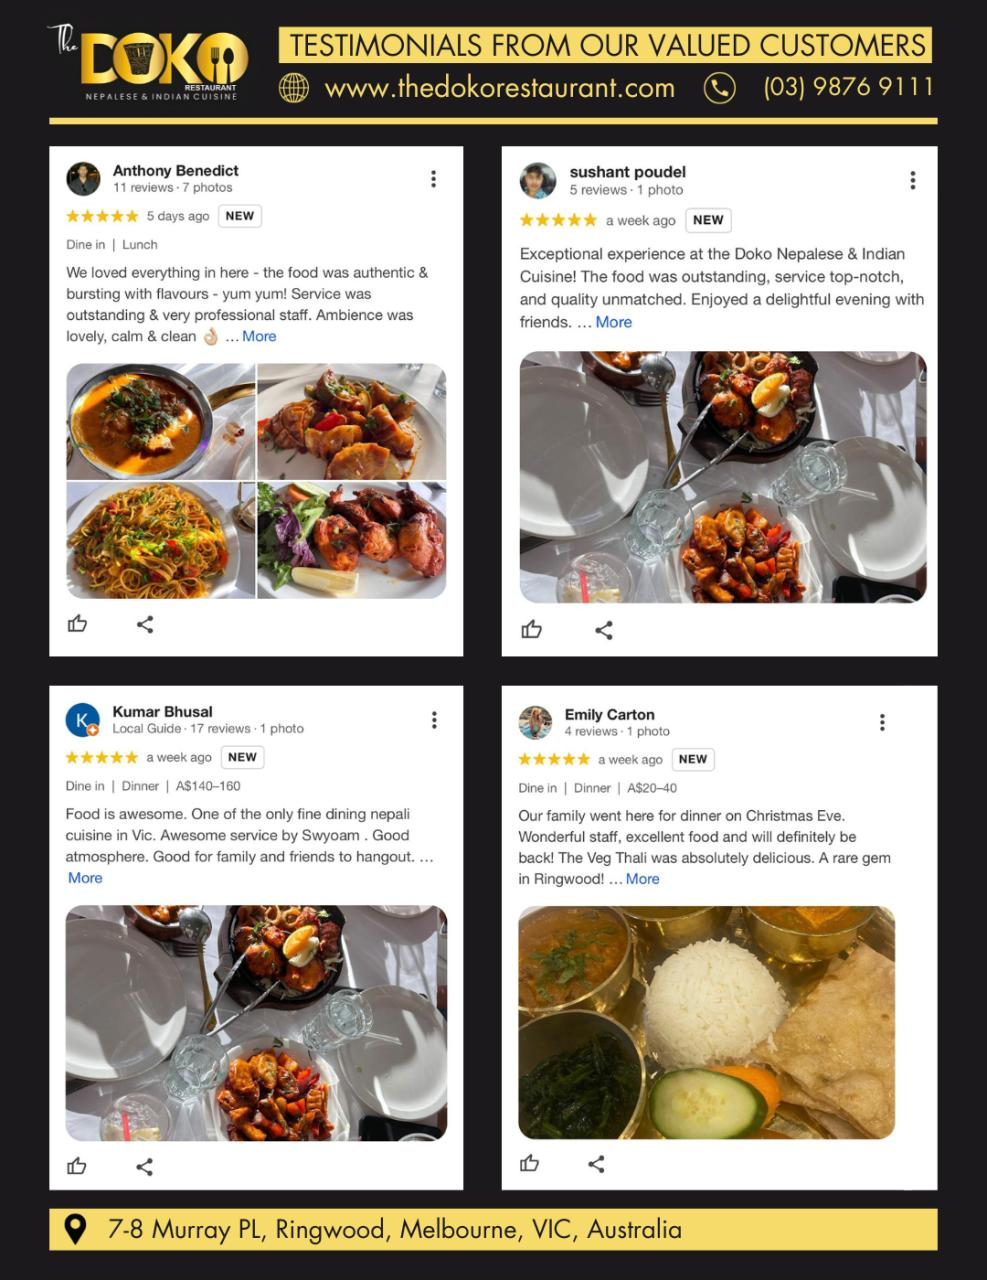 The
DOKO
RESTAURANT
NEPALESE & INDIAN CUISINE
TESTIMONIALS FROM OUR VALUED CUSTOMERS
www.thedokorestaurant.com (03) 9876 9111
Anthony Benedict
11 reviews · 7 photos
5 days ago NEW
Dine in | Lunch
We loved everything in here - the food was authentic &
bursting with flavours - yum yum! Service was
outstanding & very professional staff. Ambience was
lovely, calm & clean 👌🏼 … More
sushant poudel
5 reviews · 1 photo
a week ago NEW
Exceptional experience at the Doko Nepalese & Indian
Cuisine! The food was outstanding, service top-notch,
and quality unmatched. Enjoyed a delightful evening with
friends. … More
K
Kumar Bhusal
Local Guide · 17 reviews · 1 photo
a week ago NEW
Dine in | Dinner | A$140–160
Food is awesome. One of the only fine dining nepali
cuisine in Vic. Awesome service by Swyoam . Good
atmosphere. Good for family and friends to hangout. …
More
Emily Carton
4 reviews · 1 photo
a week ago NEW
Dine in | Dinner | A$20–40
Our family went here for dinner on Christmas Eve.
Wonderful staff, excellent food and will definitely be
back! The Veg Thali was absolutely delicious. A rare gem
in Ringwood! … More
7-8 Murray PL, Ringwood, Melbourne, VIC, Australia